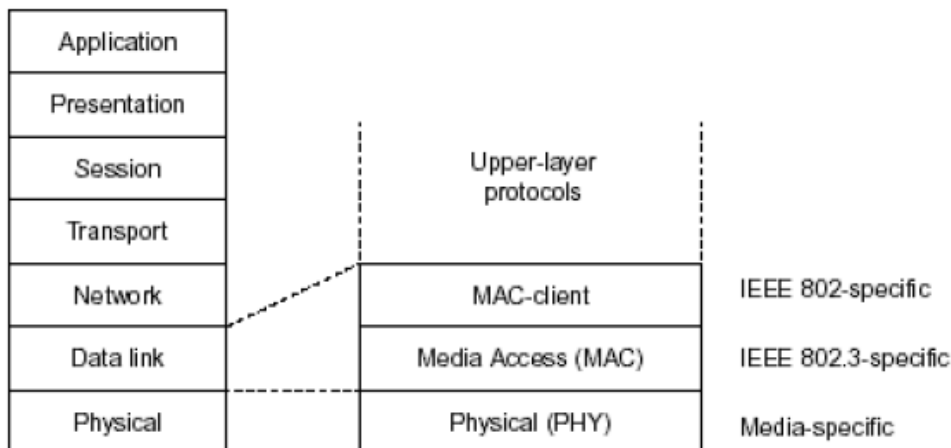 Application
Presentation
Session
Transport
Network
Data link
Physical
Upper-layer
protocols
MAC-client
Media Access (MAC)
Physical (PHY)
IEEE 802-specific
IEEE 802.3-specific
Media-specific